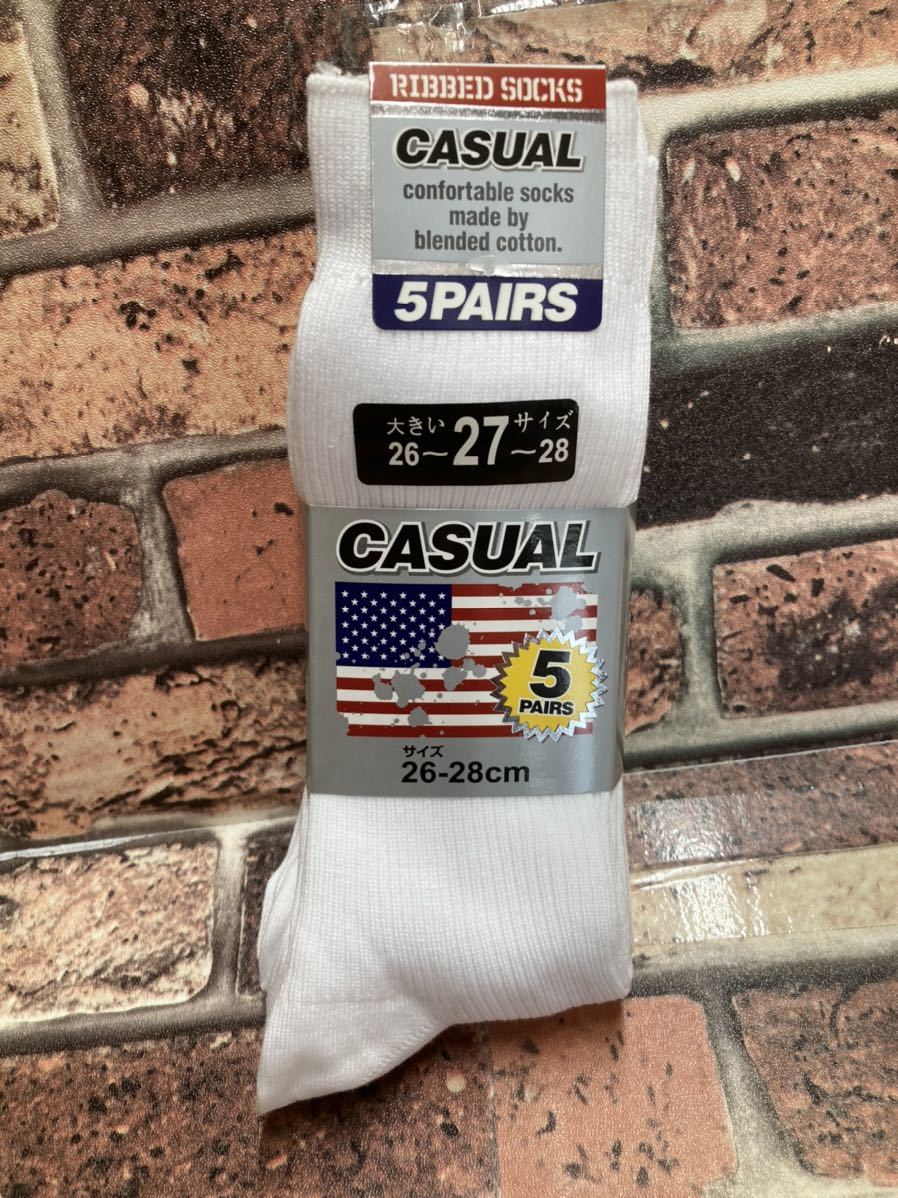 RIBBED SOCKS
CASUAL
confortable socks
made by
blended cotton.
5PAIRS
大きいサイズ
26～27～28
CASUAL
5
PAIRS
サイズ
26-28cm